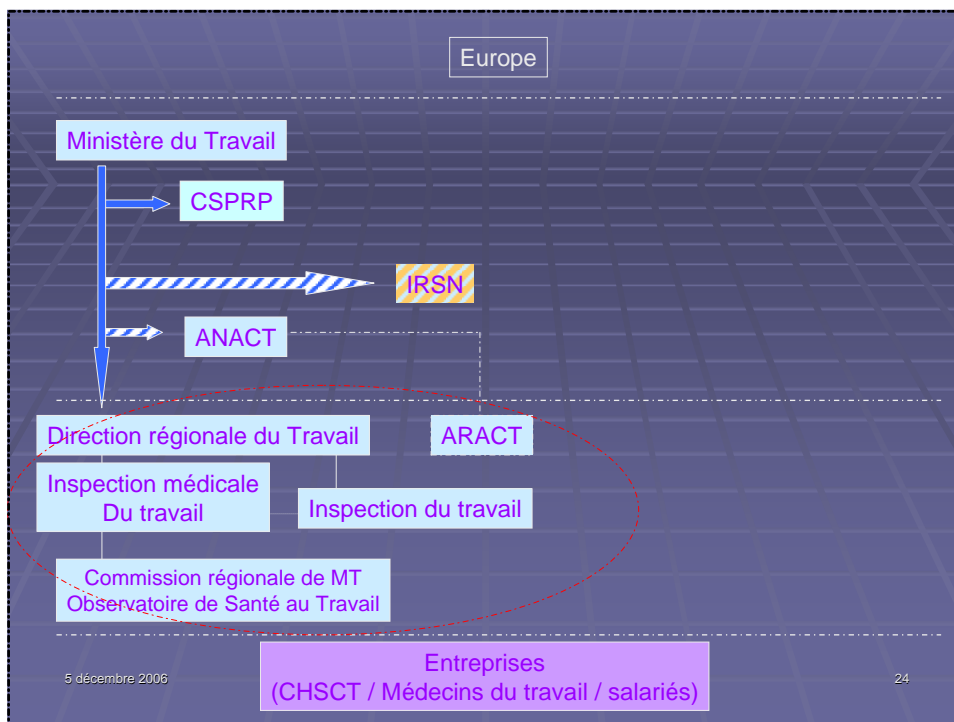 Europe
Ministère du Travail
CSPRP
IRSN
ANACT
Direction régionale du Travail
ARACT
Inspection médicale
Du travail
Inspection du travail
Commission régionale de MT
Observatoire de Santé au Travail
Entreprises
(CHSCT / Médecins du travail / salariés)
5 décembre 2006
24